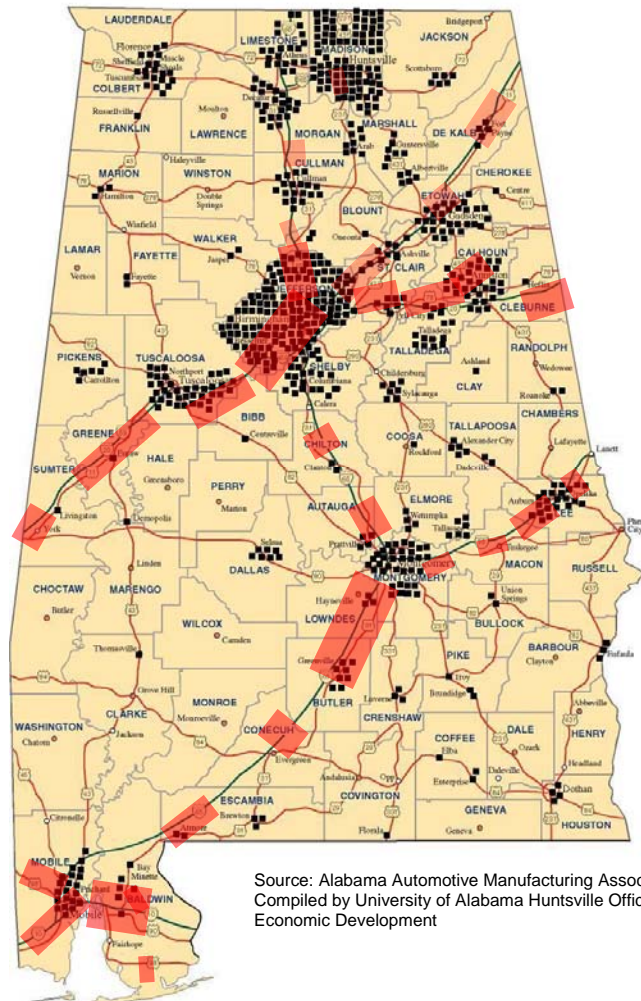 LAUDERDALE
Bridgeport
LIMESTONE
MADISON
JACKSON
Florence
Athens
Huntsville
Sheffield
Muscle
Shoals
Tuscumbia
Scottsboro
COLBERT
Decatur
Russellville
Moulton
MARSHALL
FRANKLIN
LAWRENCE
MORGAN
DE KALB
Fort
Payne
Arab
Guntersville
CULLMAN
Haleyville
Albertville
MARION
WINSTON
Cullman
CHEROKEE
Hamilton
Double
Springs
ETOWAH
Centre
BLOUNT
Gadsden
Winfield
WALKER
Oneonta
LAMAR
FAYETTE
Jasper
Ashville
CALHOUN
Vernon
Fayette
ST. CLAIR
Anniston
JEFFERSON
Heflin
Birmingham
Pell City
CLEBURNE
Talladega
RANDOLPH
PICKENS
TUSCALOOSA
SHELBY
TALLADEGA
Ashland
Wedowee
Northport
Carrollton
Tuscaloosa
Columbiana
Childersburg
CLAY
Sylacauga
Roanoke
Calera
BIBB
CHAMBERS
GREENE
COOSA
TALLAPOOSA
HALE
Centreville
CHILTON
Rockford
Alexander City
Lafayette
Eutaw
SUMTER
Greensboro
Clanton
Dadeville
Lanett
PERRY
ELMORE
Marion
AUTAUGA
Auburn
Opelika
Livingston
Wetumpka
LEE
York
Demopolis
Tallassee
Prattville
Selma
Tuskegee
Linden
DALLAS
Montgomery
MACON
MONTGOMERY
RUSSELL
CHOCTAW
MARENGO
Hayneville
Union
Springs
Butler
WILCOX
LOWNDES
BULLOCK
Camden
Thomasville
PIKE
BARBOUR
Greenville
Clayton
Eufaula
Troy
Grove Hill
Luverne
Brundidge
MONROE
BUTLER
Abbeville
WASHINGTON
CLARKE
Monroeville
CRENSHAW
CONECUH
DALE
HENRY
Chatom
Jackson
COFFEE
Elba
Ozark
Evergreen
Headland
Andalusia
Opp
Daleville
Enterprise
ESCAMBIA
COVINGTON
Dothan
Brewton
Citronelle
Atmore
GENEVA
HOUSTON
Florala
Geneva
MOBILE
Bay
Minette
Prichard
BALDWIN
Mobile
Fairhope
Source: Alabama Automotive Manufacturing Assoc
Compiled by University of Alabama Huntsville Offic
Economic Development